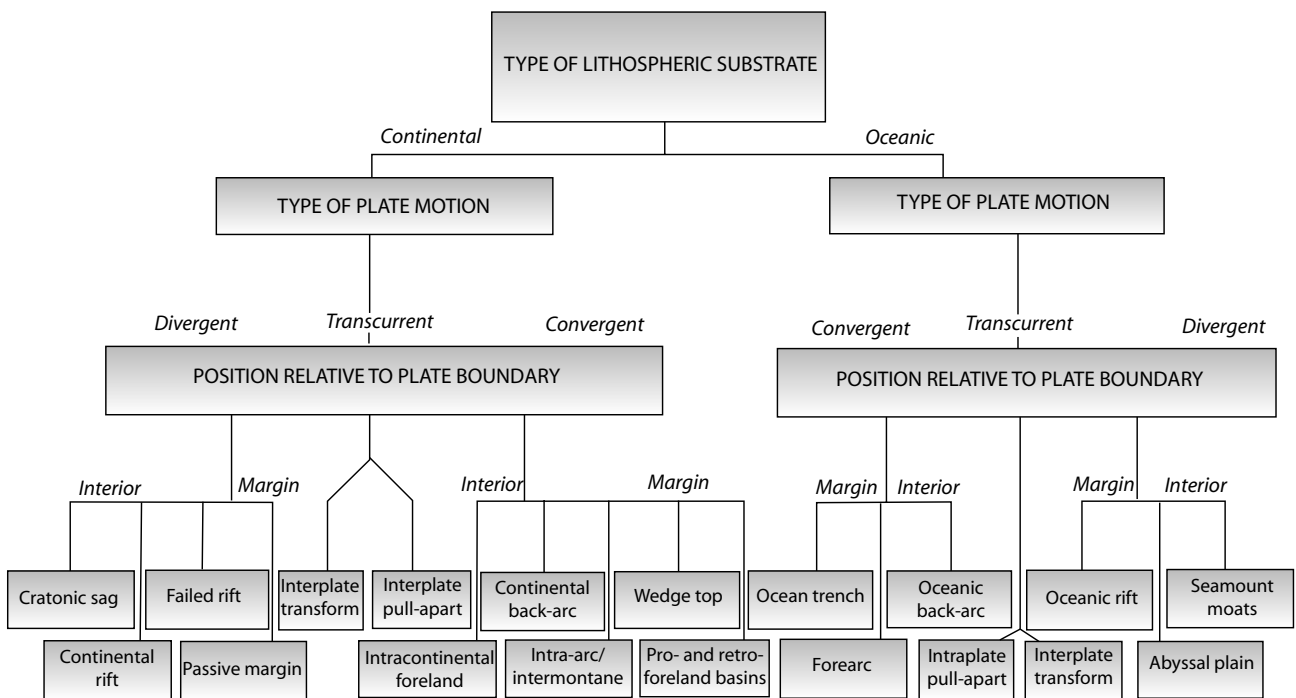 TYPE OF LITHOSPHERIC SUBSTRATE
Continental
Oceanic
TYPE OF PLATE MOTION
TYPE OF PLATE MOTION
Divergent
Transcurrent
Convergent
Convergent
Transcurrent
Divergent
POSITION RELATIVE TO PLATE BOUNDARY
POSITION RELATIVE TO PLATE BOUNDARY
Interior
Margin
Interior
Margin
Margin
Interior
Margin
Interior
Cratonic sag
Failed rift
Interplate
transform
Interplate
pull-apart
Continental
back-arc
Wedge top
Ocean trench
Oceanic
back-arc
Oceanic rift
Seamount
moats
Continental
rift
Passive margin
Intracontinental
foreland
Intra-arc/
intermontane
Pro- and retro-
foreland basins
Forearc
Intraplate
pull-apart
Interplate
transform
Abyssal plain